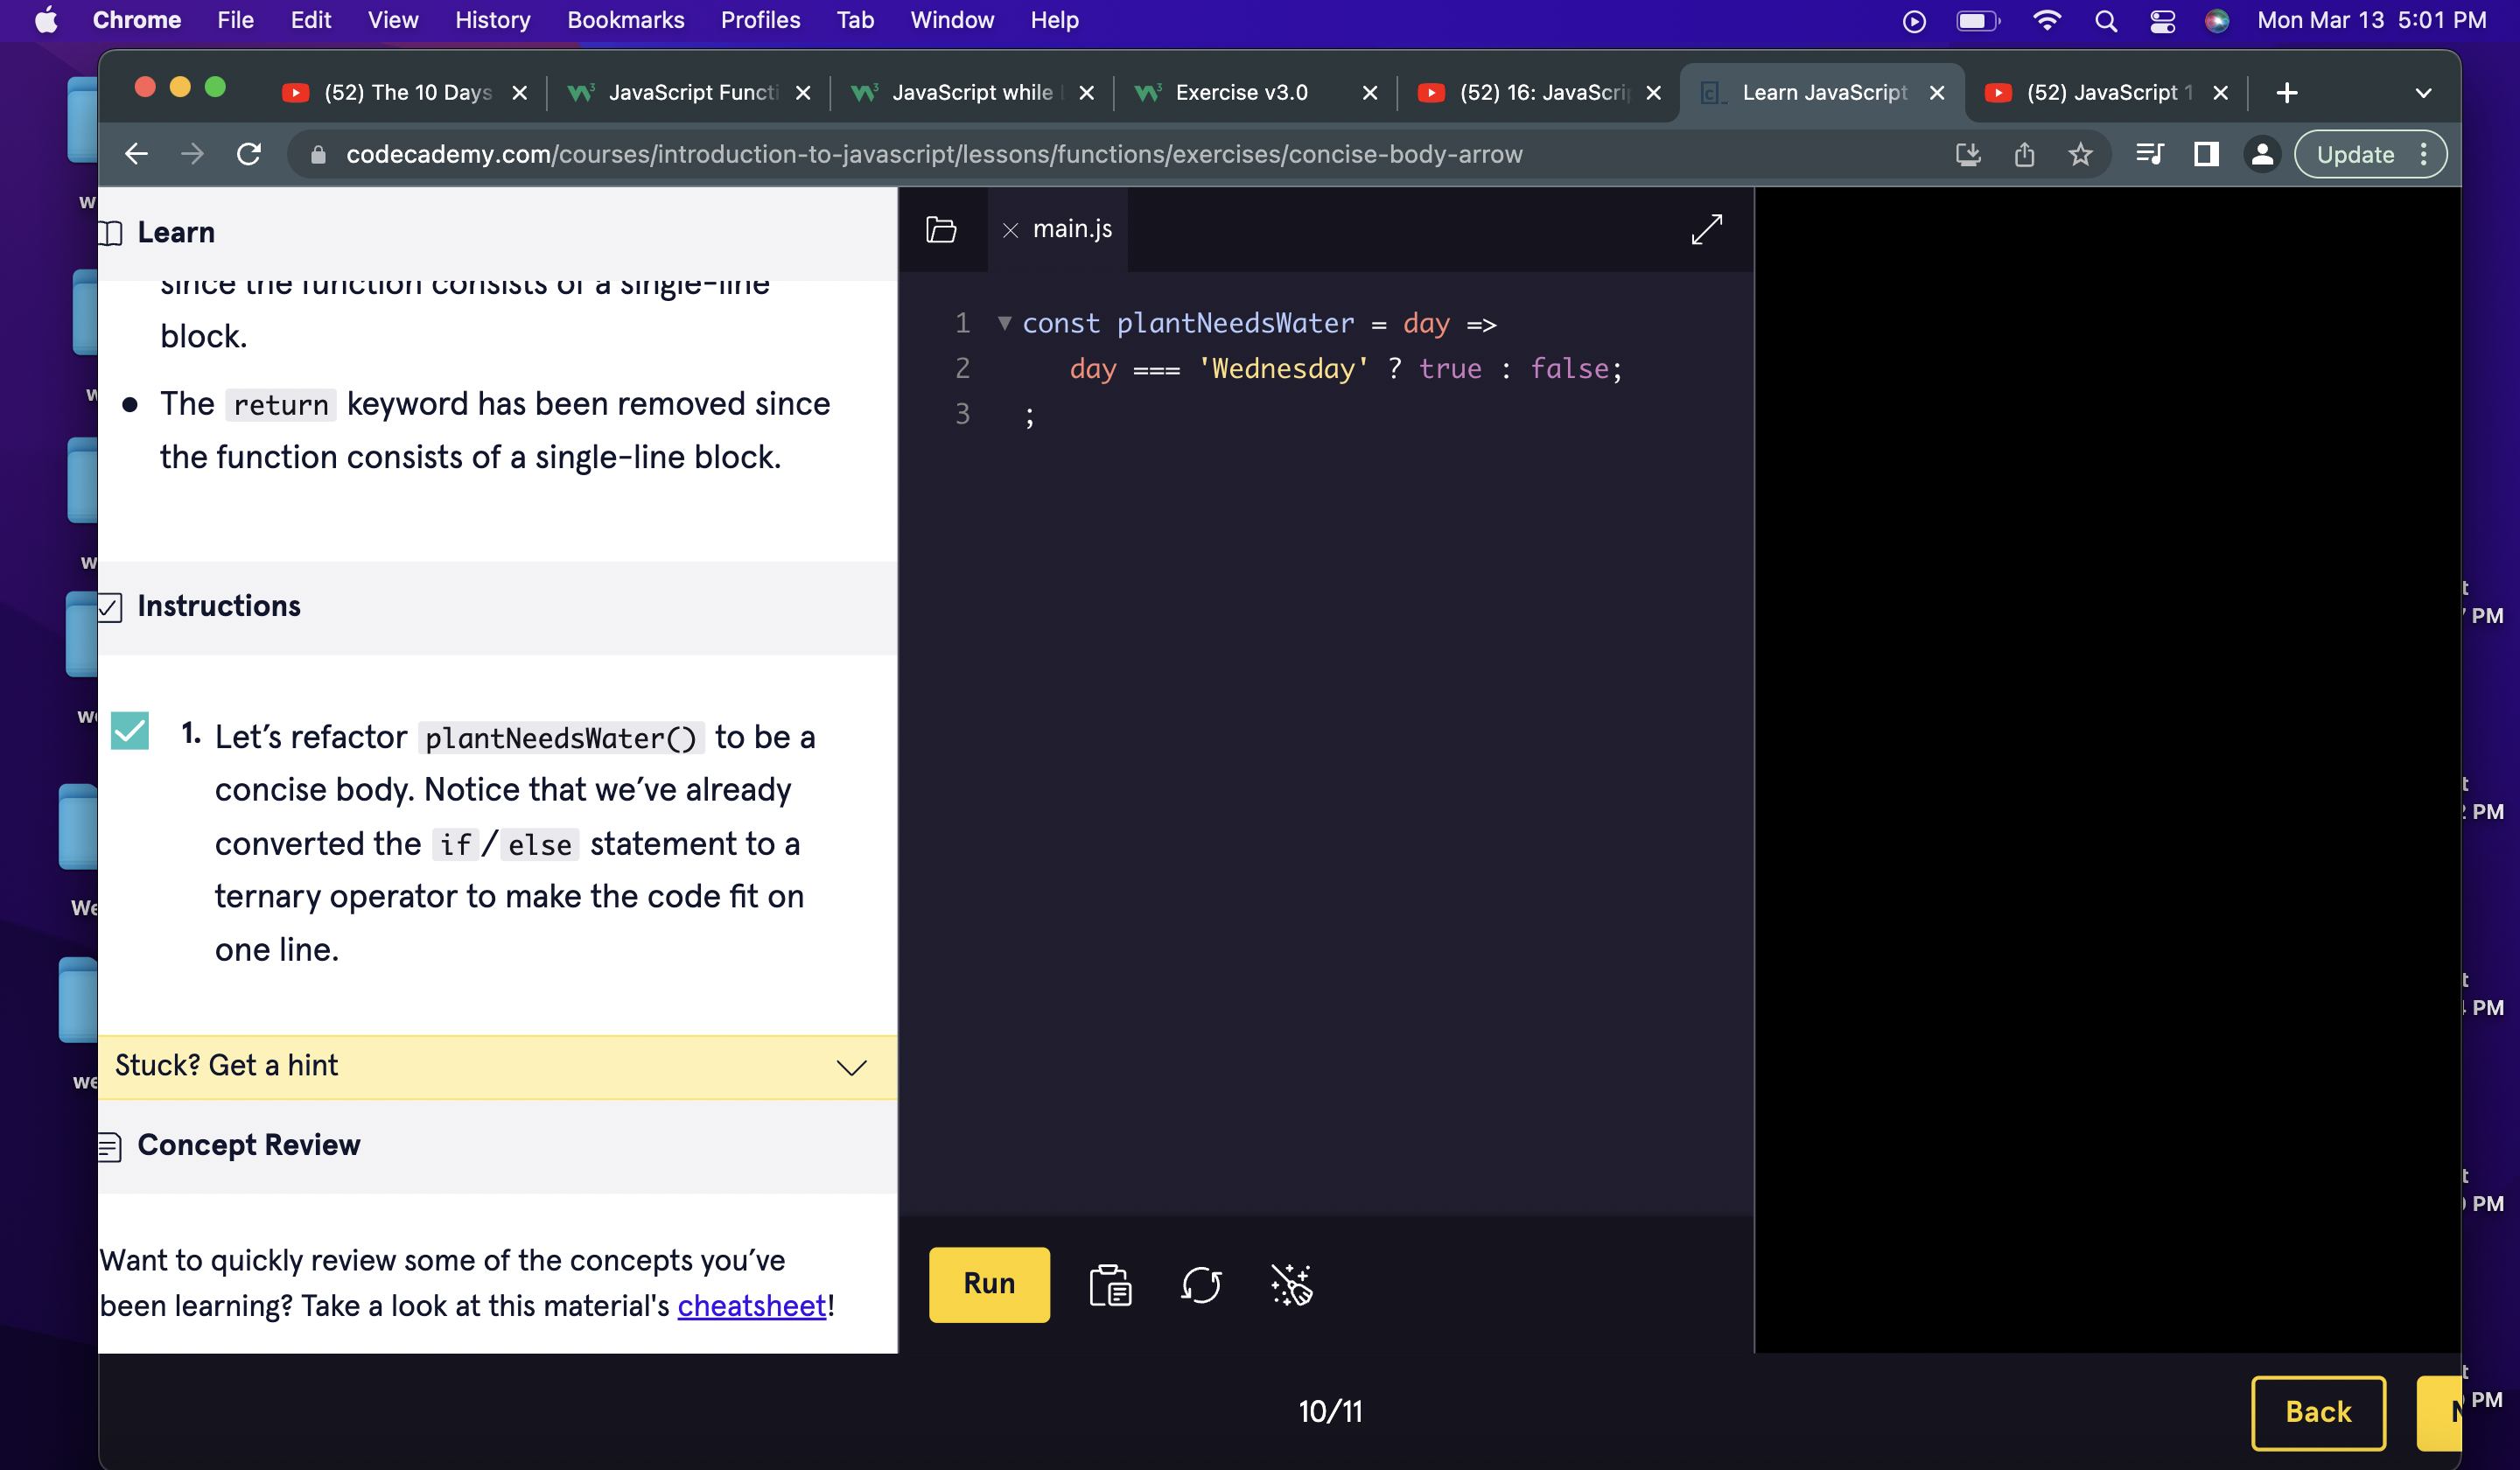 Chrome File Edit View History Bookmarks Profiles Tab Window Help Mon Mar 13 5:01 PM
(52) The 10 Days JavaScript Functi JavaScript while Exercise v3.0 (52) 16: JavaScrip Learn JavaScript (52) JavaScript 1
codecademy.com/courses/introduction-to-javascript/lessons/functions/exercises/concise-body-arrow Update
Learn
since the function consists of a single-line
block.
The return keyword has been removed since
the function consists of a single-line block.
Instructions
1. Let's refactor plantNeedsWater() to be a
concise body. Notice that we've already
converted the if/else statement to a
ternary operator to make the code fit on
one line.
Stuck? Get a hint
Concept Review
Want to quickly review some of the concepts you've
been learning? Take a look at this material's cheatsheet!
main.js
1 const plantNeedsWater = day =>
2 day === 'Wednesday' ? true : false;
3 ;
Run
10/11
Back
PM
PM
PM
PM
PM